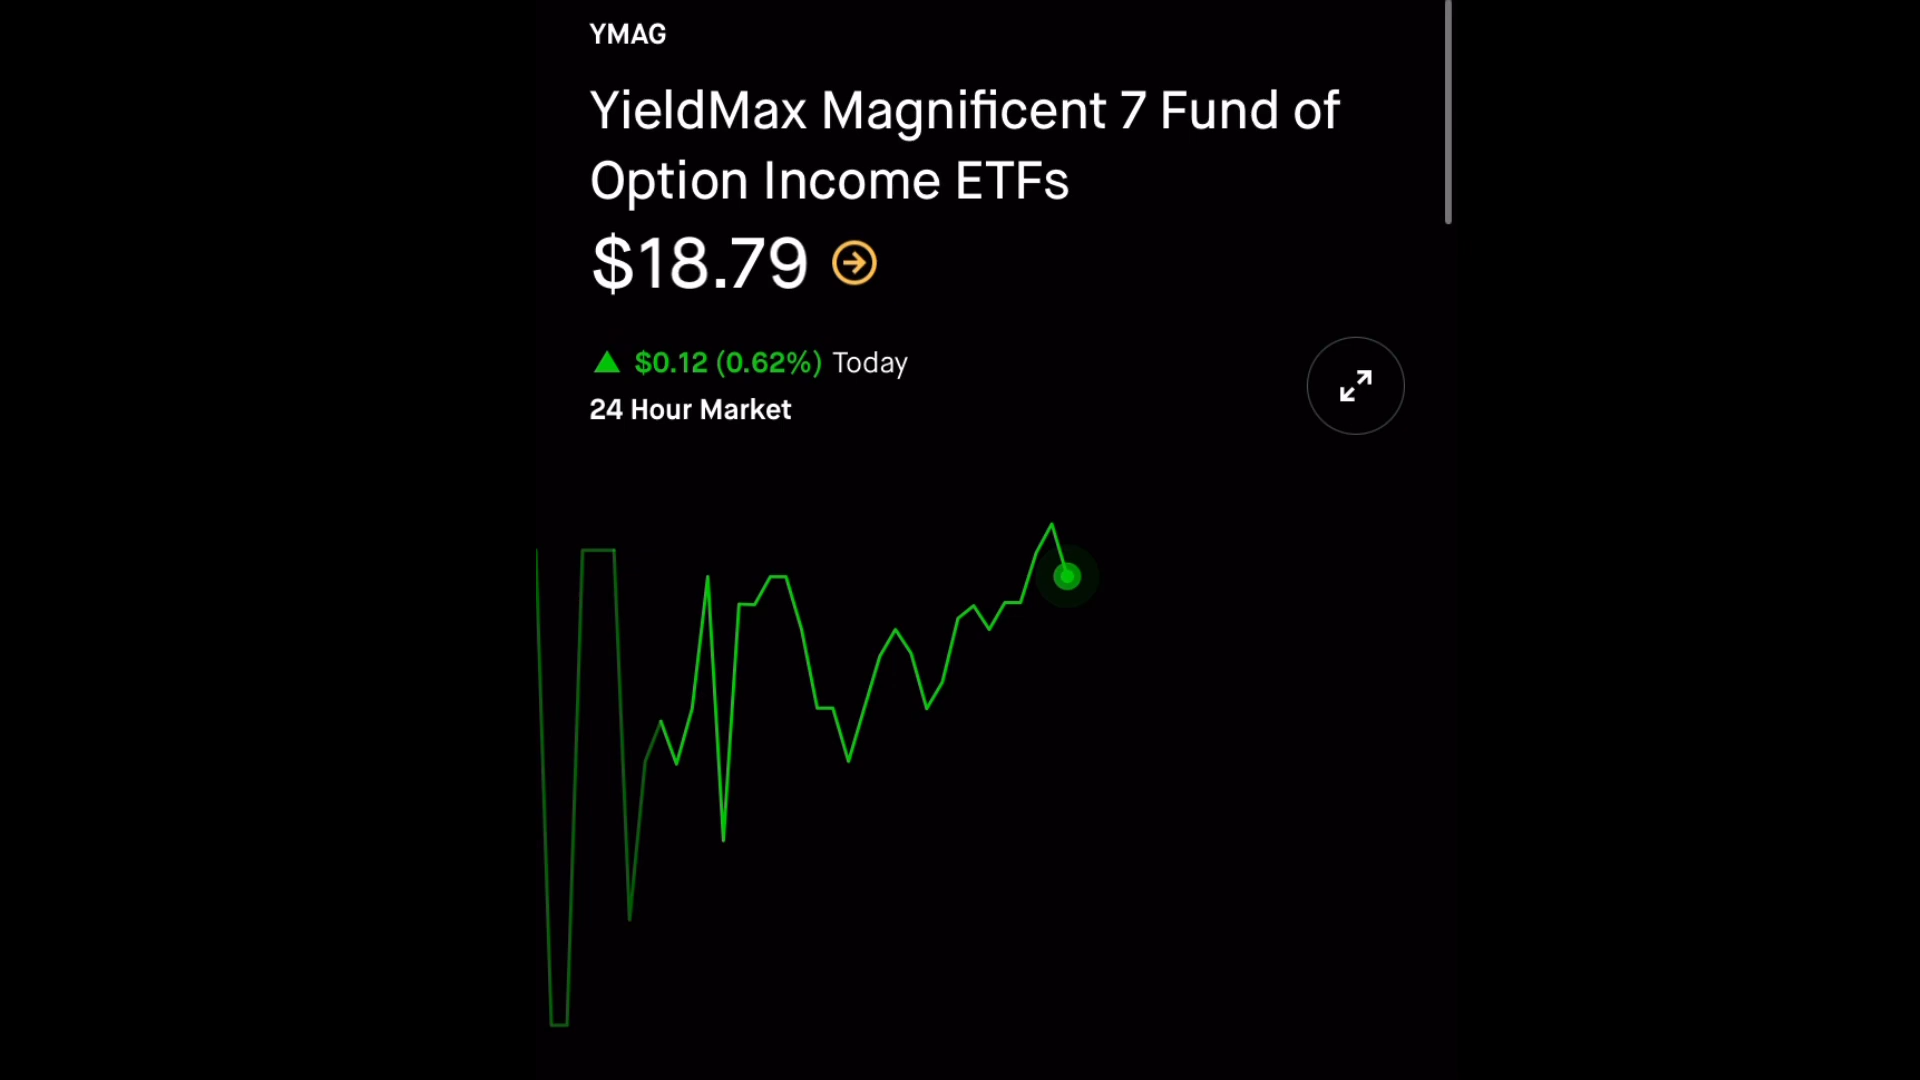 YMAG
YieldMax Magnificent 7 Fund of
Option Income ETFs
$18.79
$0.12 (0.62%) Today
24 Hour Market